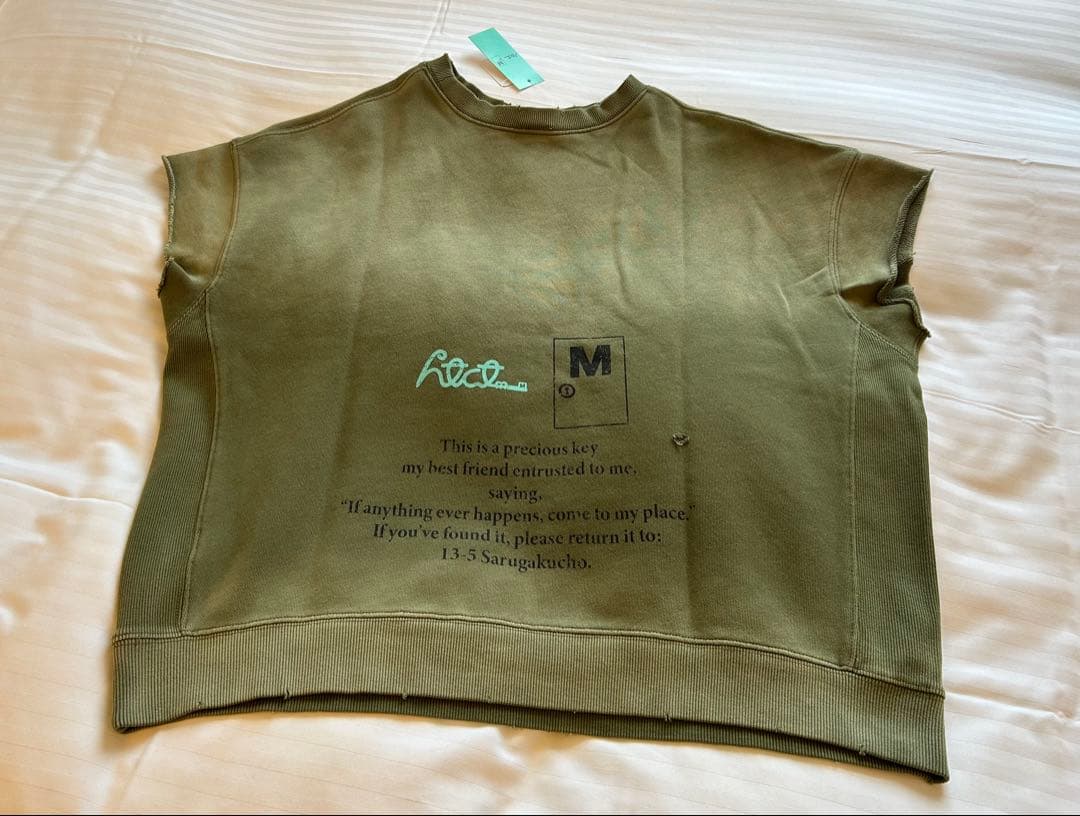 M
1
This is a precious key
my best friend entrusted to me,
saying,
“If anything ever happens, come to my place.”
If you've found it, please return it to:
13-5 Sarugakucho.